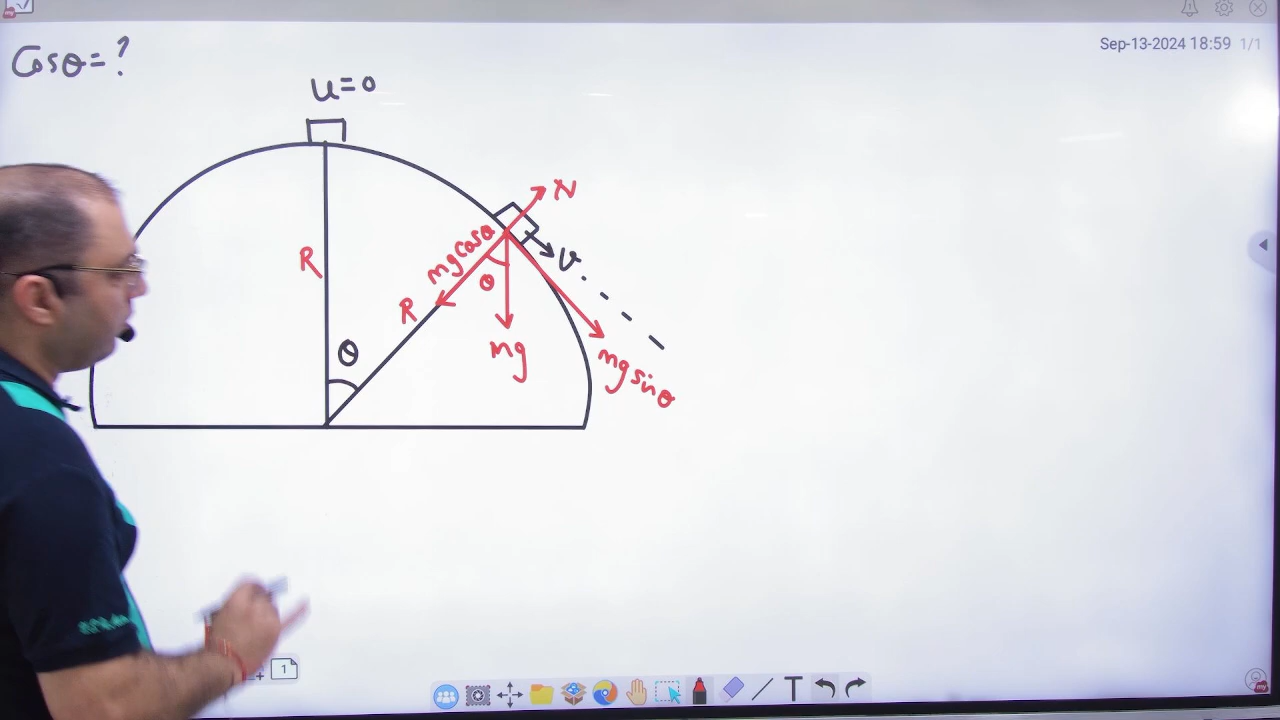 Sep-13-2024 18:59 1/1
Cosθ=?
u=0
N
R
mgcosθ
v
θ
R
θ
mg
mgsinθ
1
T